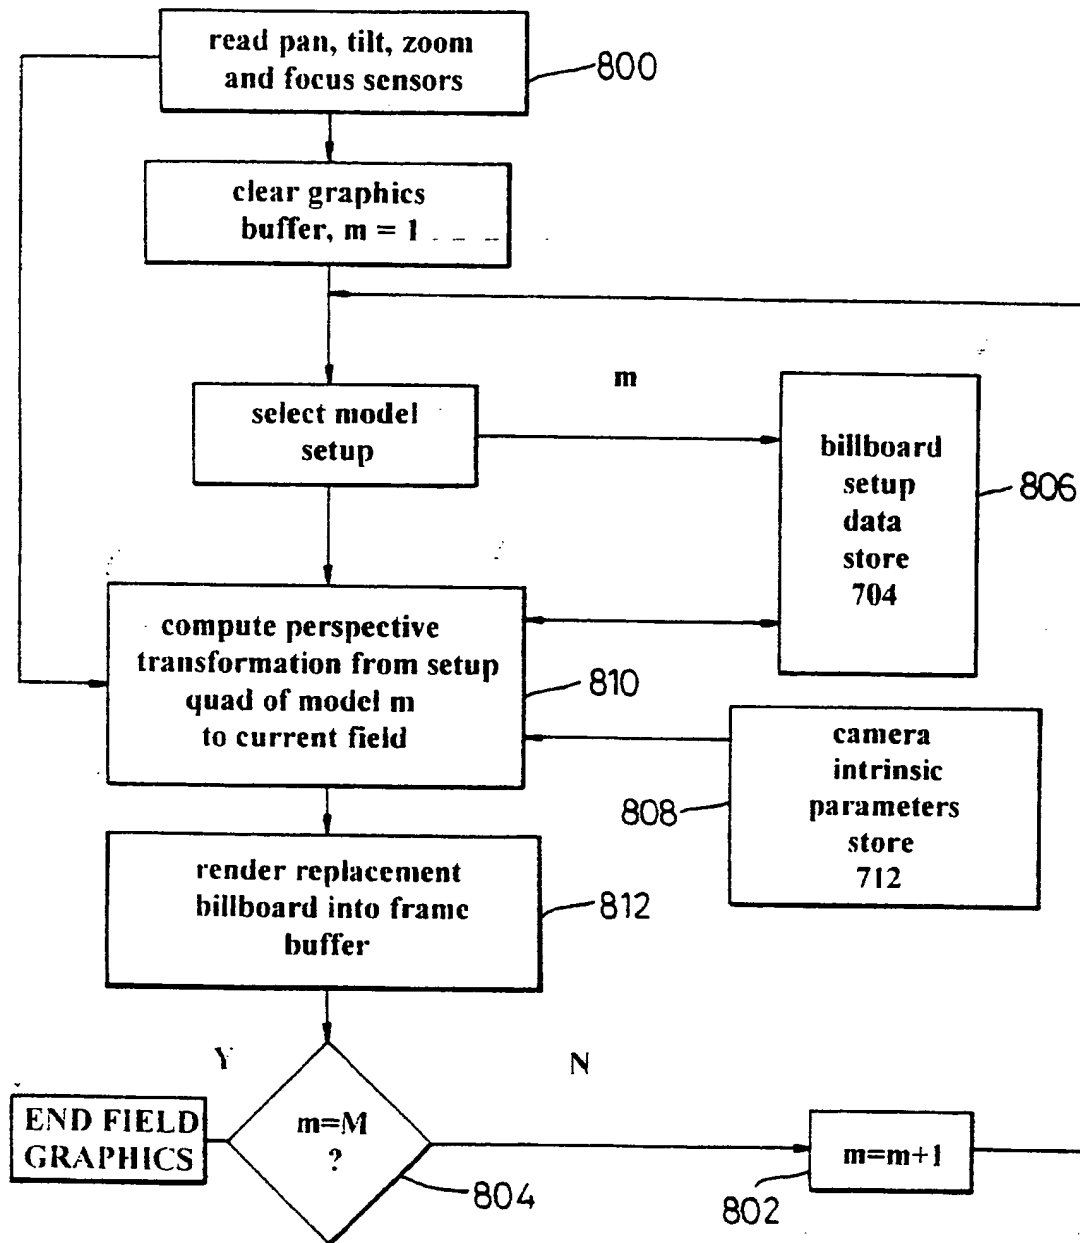 read pan, tilt, zoom
and focus sensors
800
clear graphics
buffer, m = 1
select model
setup
m
billboard
setup
data
store
704
806
compute perspective
transformation from setup
quad of model m
to current field
810
camera
intrinsic
parameters
store
712
808
render replacement
billboard into frame
buffer
812
Y
N
END FIELD
GRAPHICS
m=M
?
804
m=m+1
802